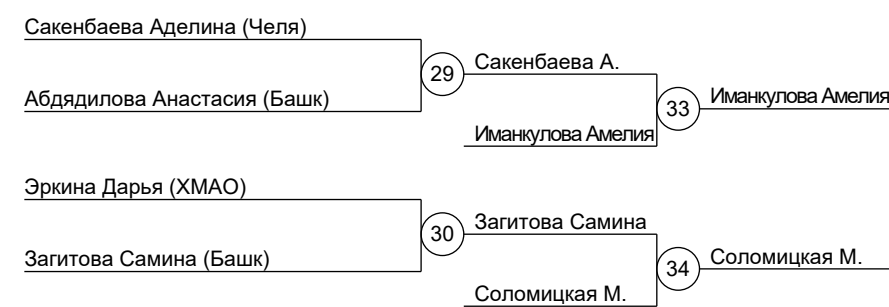 Сакенбаева Аделина (Челя)
29
Сакенбаева А.
Абдядилова Анастасия (Башк)
33
Иманкулова Амелия
Иманкулова Амелия
Эркина Дарья (ХМАО)
30
Загитова Самина
Загитова Самина (Башк)
34
Соломицкая М.
Соломицкая М.